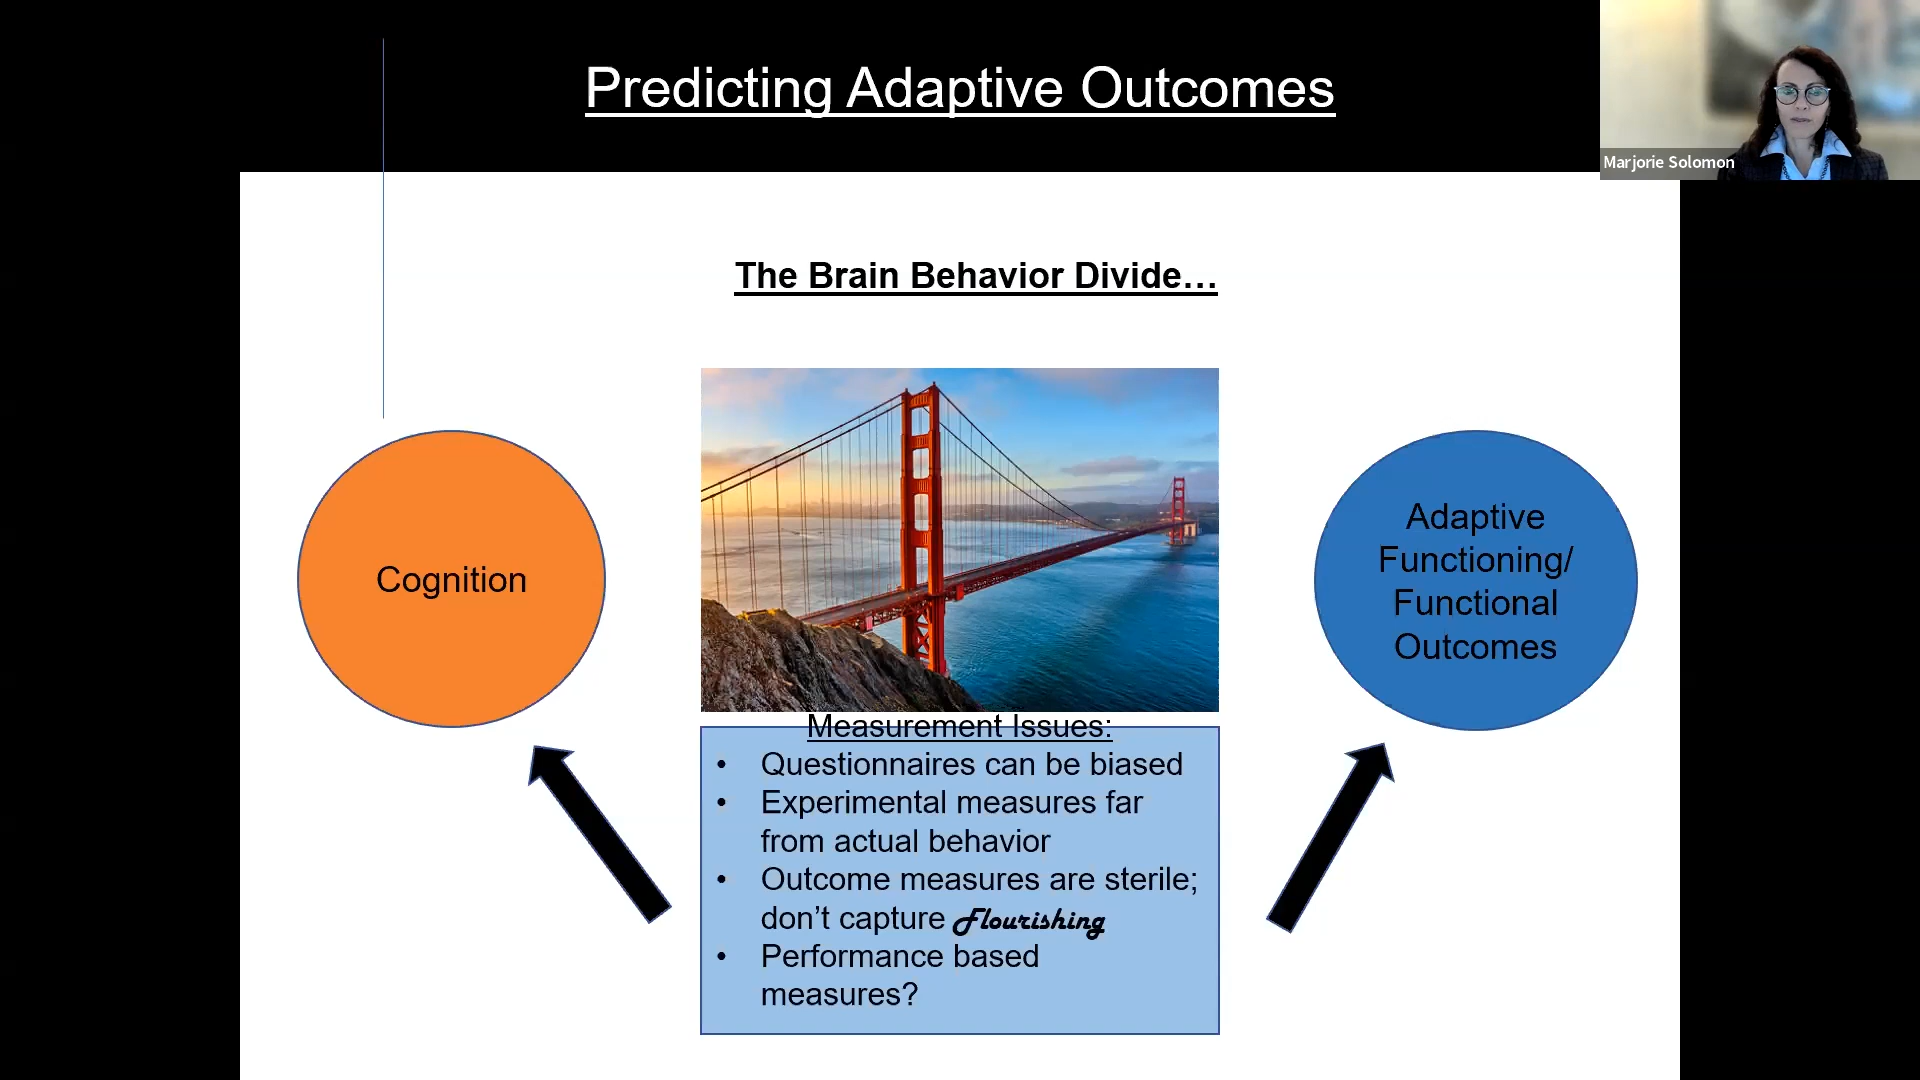 Predicting Adaptive Outcomes
Marjorie Solomon
The Brain Behavior Divide…
Cognition
Adaptive
Functioning/
Functional
Outcomes
Measurement Issues:
• Questionnaires can be biased
• Experimental measures far
from actual behavior
• Outcome measures are sterile;
don’t capture Flourishing
• Performance based
measures?